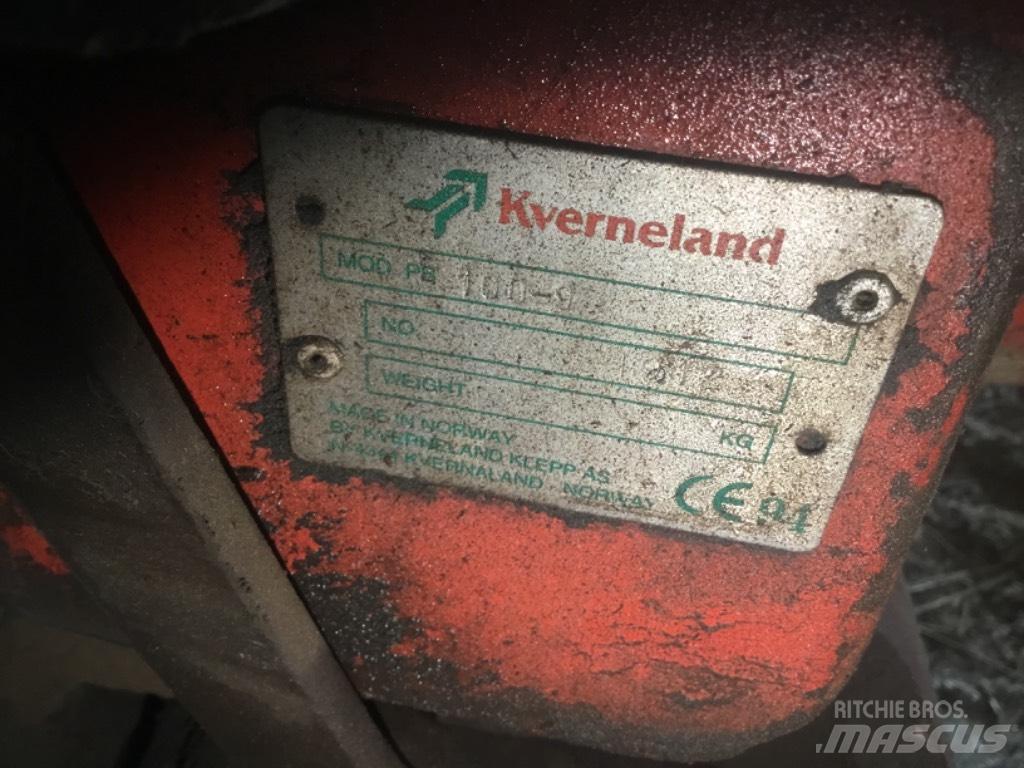 Kverneland
MOD PB 100-9
NO.
WEIGHT KG
MADE IN NORWAY
BY KVERNELAND KLEPP AS
KVERNALAND, NORWAY
CE 94
RITCHIE BROS.
MASCUS